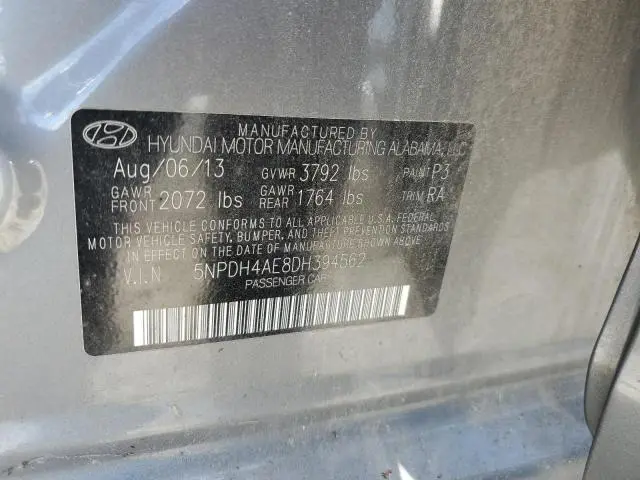 MANUFACTURED BY
HYUNDAI MOTOR MANUFACTURING ALABAMA, LLC
Aug/06/13 GVWR 3792 lbs PAINT P3
GAWR FRONT 2072 lbs GAWR REAR 1764 lbs TRIM RA
THIS VEHICLE CONFORMS TO ALL APPLICABLE U.S.A. FEDERAL
MOTOR VEHICLE SAFETY, BUMPER, AND THEFT PREVENTION STANDARDS
IN EFFECT ON THE DATE OF MANUFACTURE SHOWN ABOVE.
V.I.N 5NPDH4AE8DH394562
PASSENGER CAR